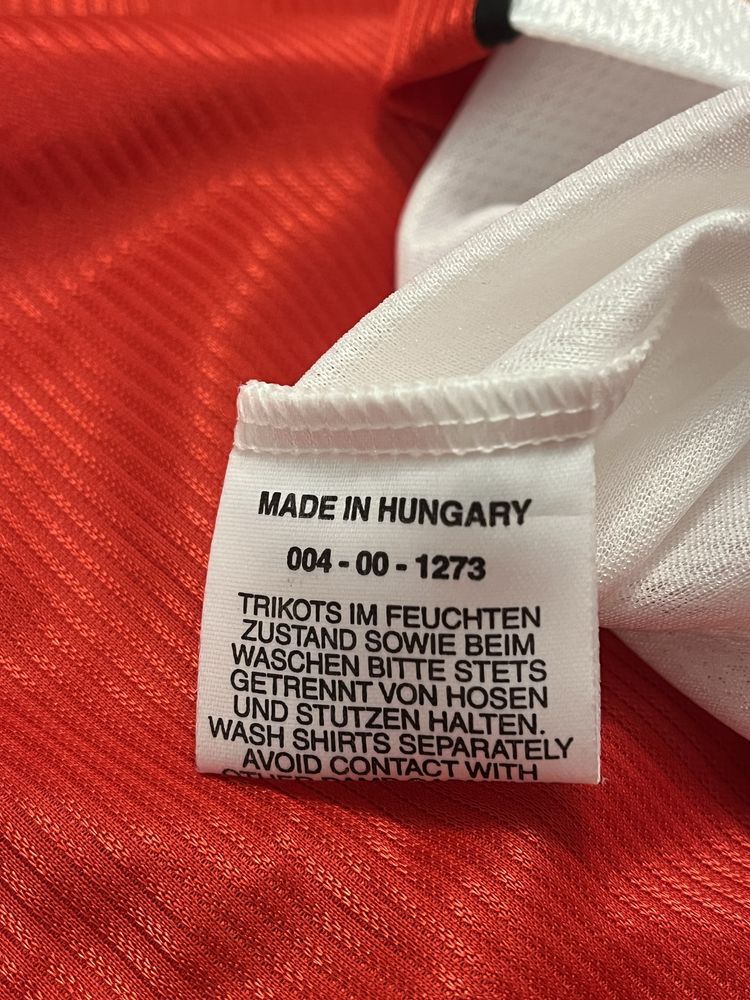 MADE IN HUNGARY
004 - 00 - 1273
TRIKOTS IM FEUCHTEN
ZUSTAND SOWIE BEIM
WASCHEN BITTE STETS
GETRENNT VON HOSEN
UND STUTZEN HALTEN.
WASH SHIRTS SEPARATELY
AVOID CONTACT WITH
OTHER